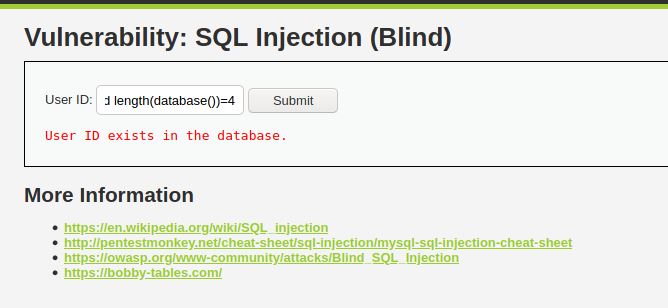 Vulnerability: SQL Injection (Blind)
User ID: d length(database())=4 Submit
User ID exists in the database.
More Information
https://en.wikipedia.org/wiki/SQL_injection
http://pentestmonkey.net/cheat-sheet/sql-injection/mysql-sql-injection-cheat-sheet
https://owasp.org/www-community/attacks/Blind_SQL_Injection
https://bobby-tables.com/